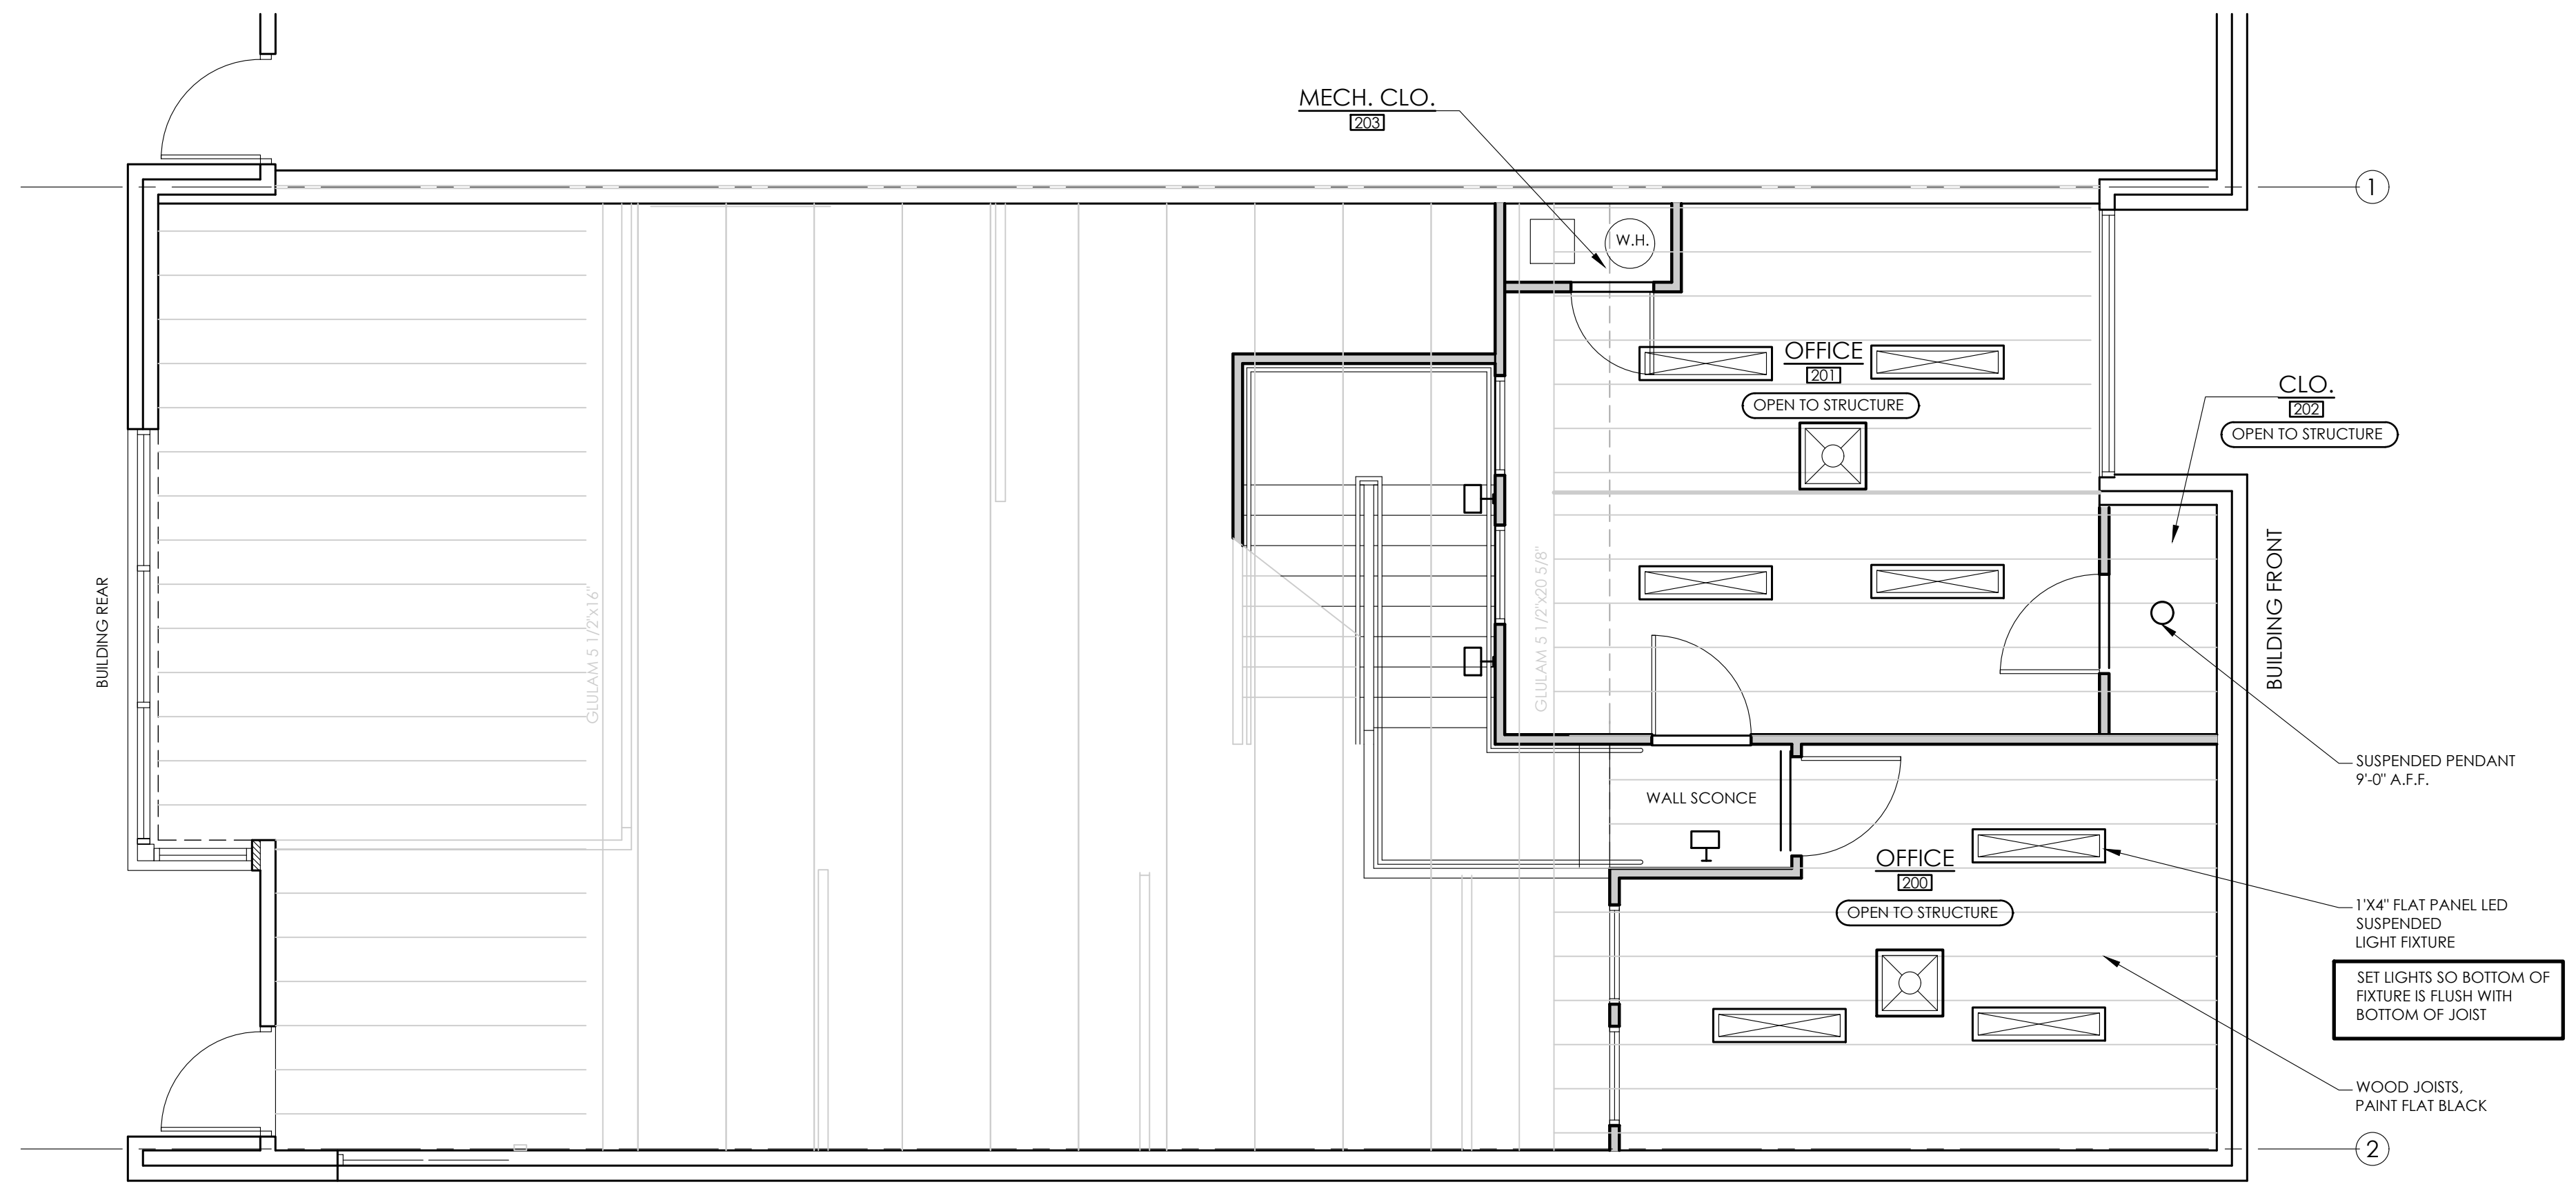 MECH. CLO.
203
1
W.H.
OFFICE
201
OPEN TO STRUCTURE
CLO.
202
OPEN TO STRUCTURE
BUILDING REAR
GLULAM 5 1/2"x16"
GLULAM 5 1/2"x20 5/8"
BUILDING FRONT
SUSPENDED PENDANT
9'-0" A.F.F.
WALL SCONCE
OFFICE
200
OPEN TO STRUCTURE
1'X4" FLAT PANEL LED
SUSPENDED
LIGHT FIXTURE
SET LIGHTS SO BOTTOM OF
FIXTURE IS FLUSH WITH
BOTTOM OF JOIST
WOOD JOISTS,
PAINT FLAT BLACK
2